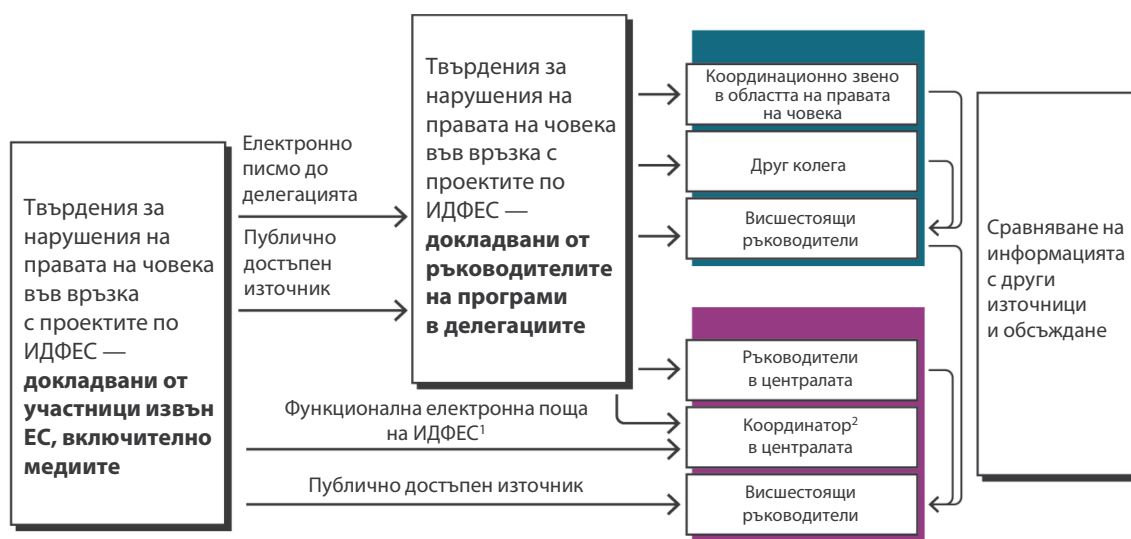 Твърдения за
нарушения на
правата на човека
във връзка
с проектите по
ИДФЕС —
докладвани от
участници извън
ЕС, включително
медиите
Електронно
писмо до
делегацията
Публично
достъпен
източник
Твърдения за
нарушения на
правата на човека
във връзка с
проектите по
ИДФЕС —
докладвани от
ръководителите
на програми
в делегациите
Функционална електронна поща
на ИДФЕС¹
Публично достъпен източник
Координационно звено
в областта на правата
на човека
Друг колега
Висшестоящи
ръководители
Ръководители
в централата
Координатор²
в централата
Висшестоящи
ръководители
Сравняване на
информацията
с други
източници
и обсъждане